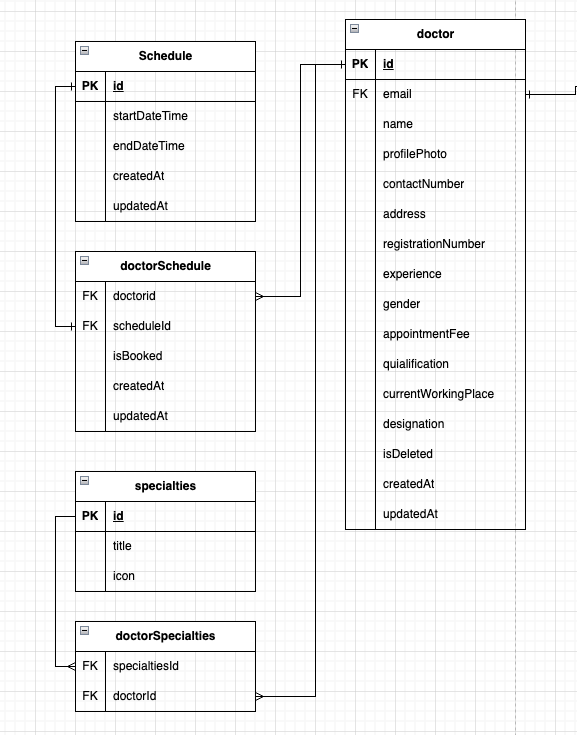 Schedule
PK id
startDateTime
endDateTime
createdAt
updatedAt
doctorSchedule
FK doctorid
FK scheduleId
isBooked
createdAt
updatedAt
specialties
PK id
title
icon
doctorSpecialties
FK specialtiesId
FK doctorId
doctor
PK id
FK email
name
profilePhoto
contactNumber
address
registrationNumber
experience
gender
appointmentFee
quialification
currentWorkingPlace
designation
isDeleted
createdAt
updatedAt